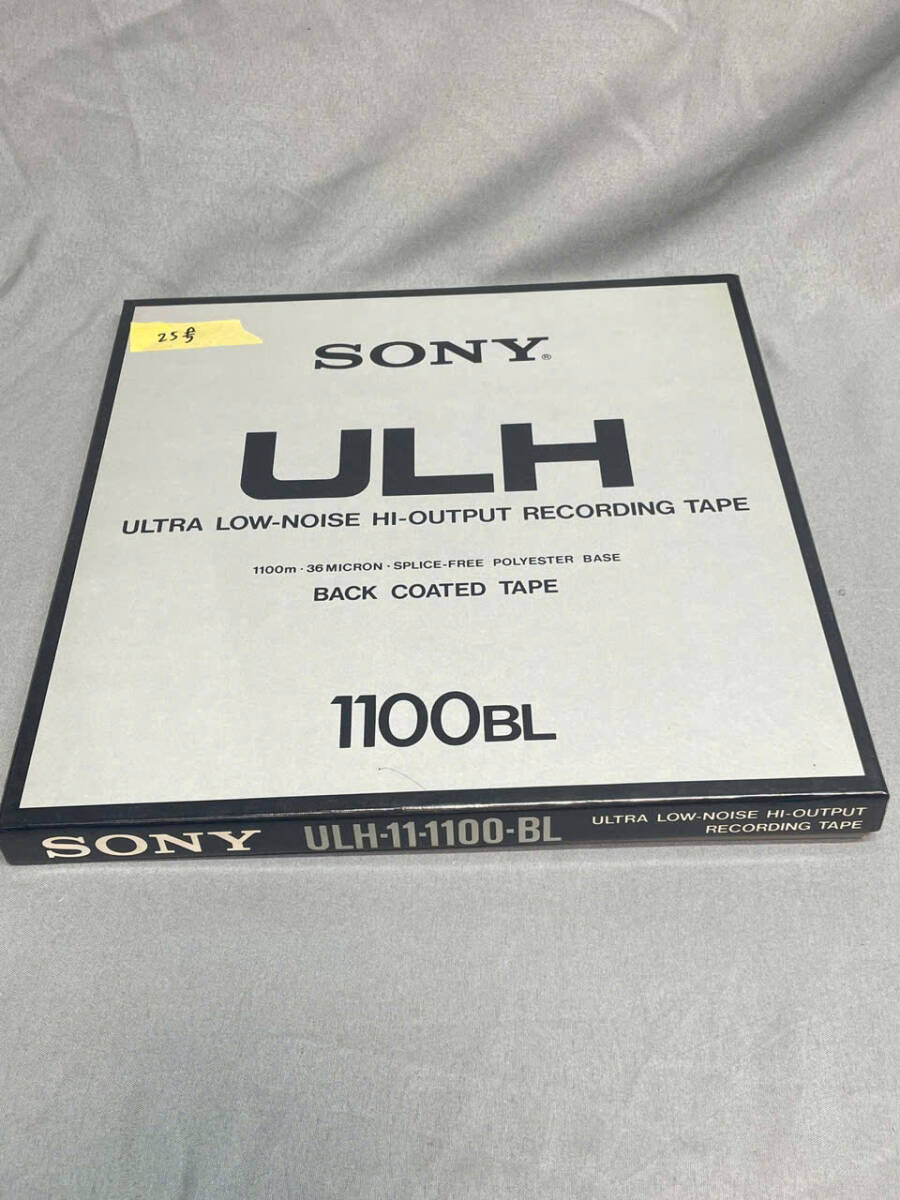 25号
SONY®
ULH
ULTRA LOW-NOISE HI-OUTPUT RECORDING TAPE
1100m · 36 MICRON · SPLICE-FREE POLYESTER BASE
BACK COATED TAPE
1100BL
SONY ULH-11-1100-BL ULTRA LOW-NOISE HI-OUTPUT
RECORDING TAPE